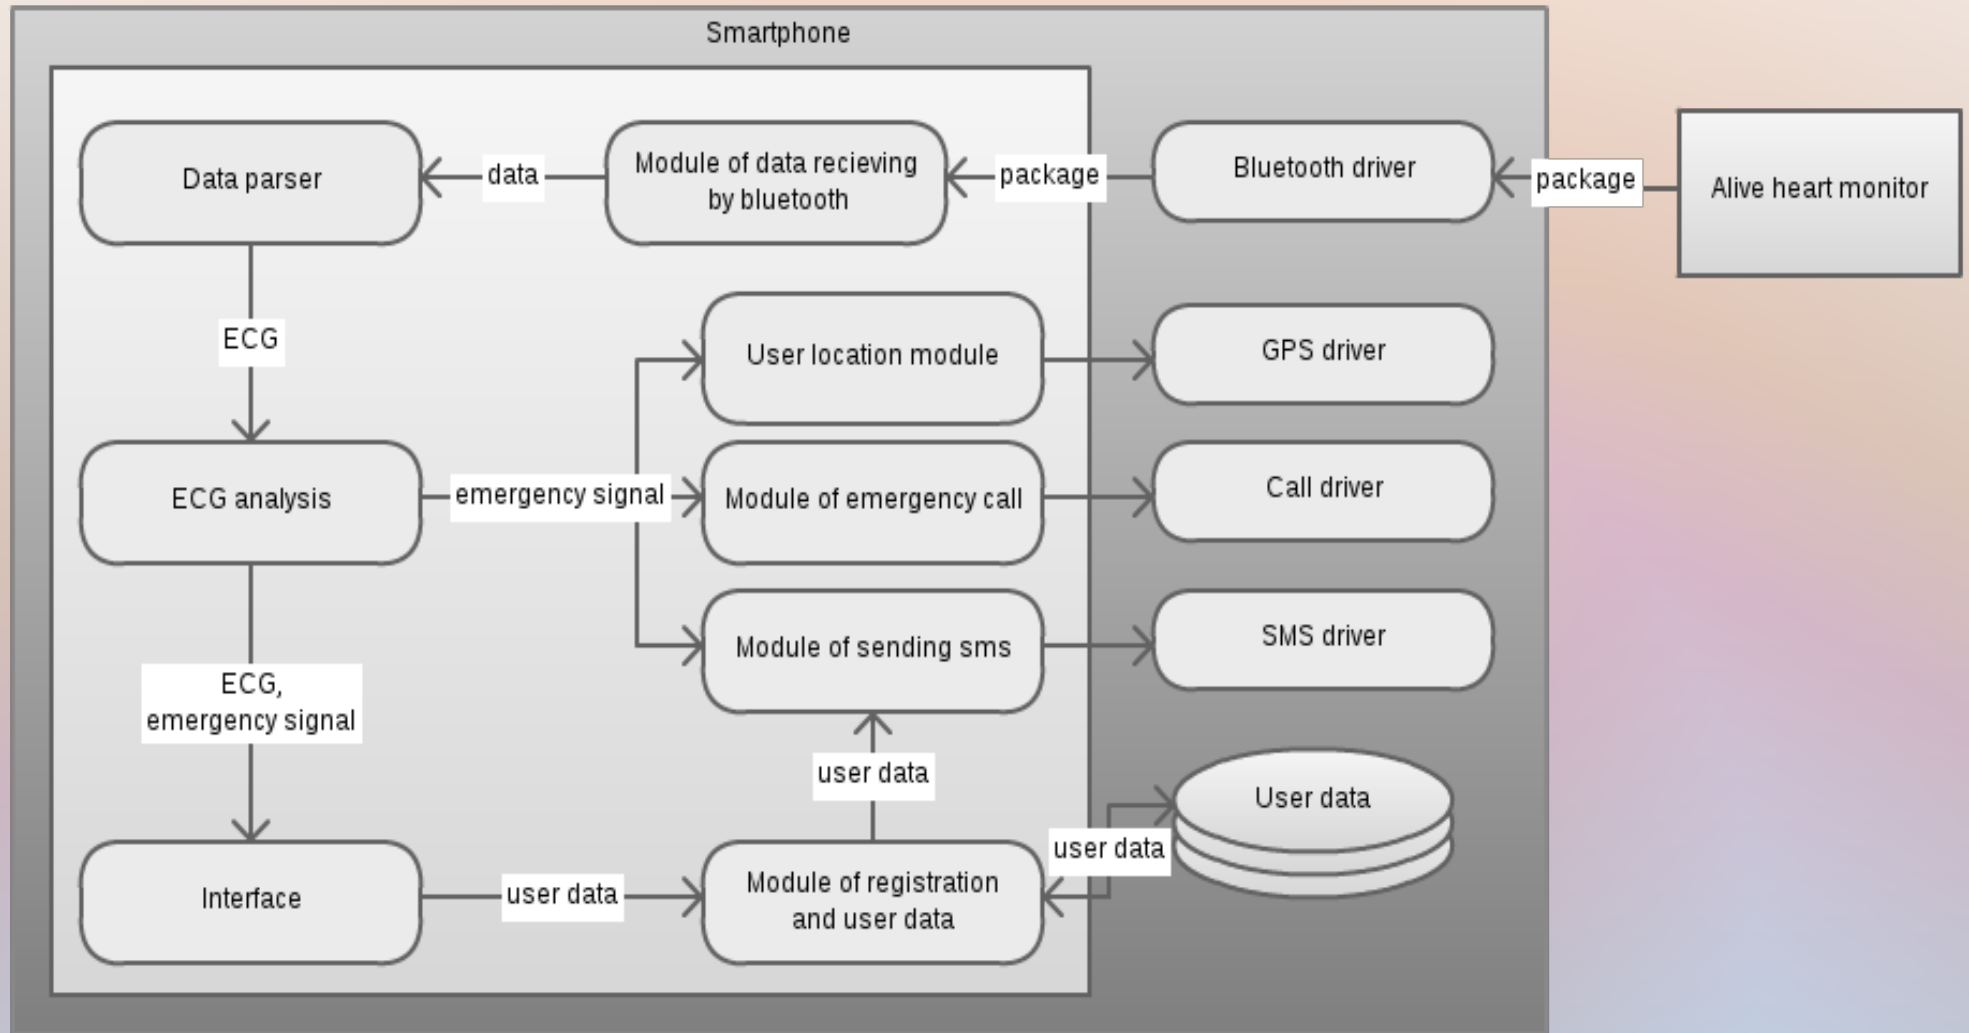 Smartphone
Data parser
data
Module of data recieving
by bluetooth
package
Bluetooth driver
package
Alive heart monitor
ECG
User location module
GPS driver
ECG analysis
emergency signal
Module of emergency call
Call driver
Module of sending sms
SMS driver
ECG,
emergency signal
user data
User data
user data
Interface
user data
Module of registration
and user data